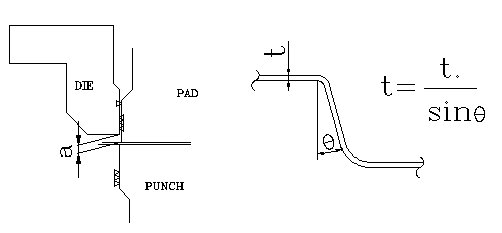 DIE
PAD
a
PUNCH
t
θ
t = t. / sinθ